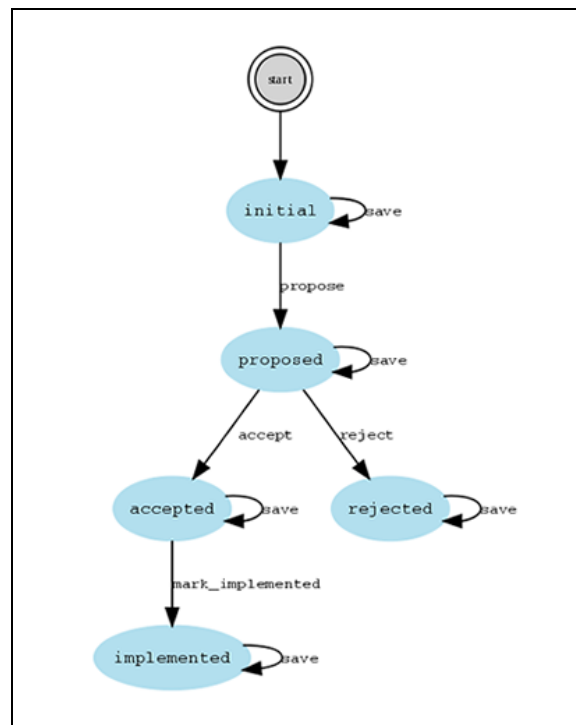 start
initial
save
propose
proposed
save
accept
reject
accepted
save
rejected
save
mark_implemented
implemented
save